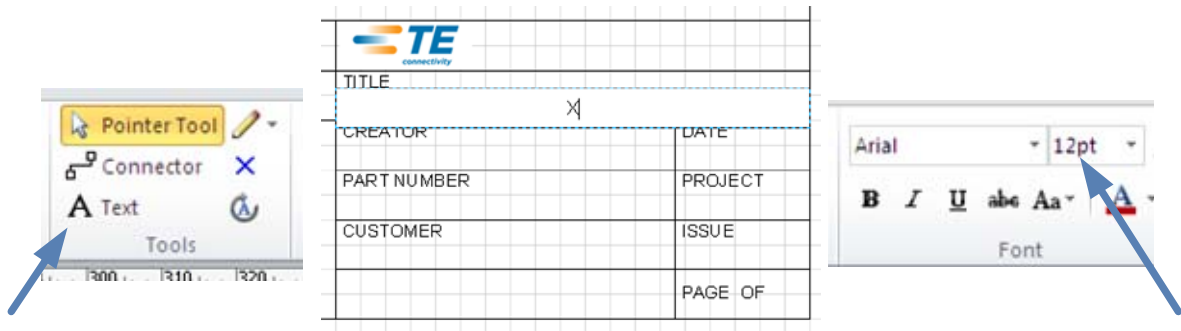 Pointer Tool
Connector
A Text
Tools
300 310 320
TE
connectivity
TITLE
X
CREATOR DATE
PART NUMBER PROJECT
CUSTOMER ISSUE
PAGE OF
Arial 12pt
B I U abc Aa A
Font